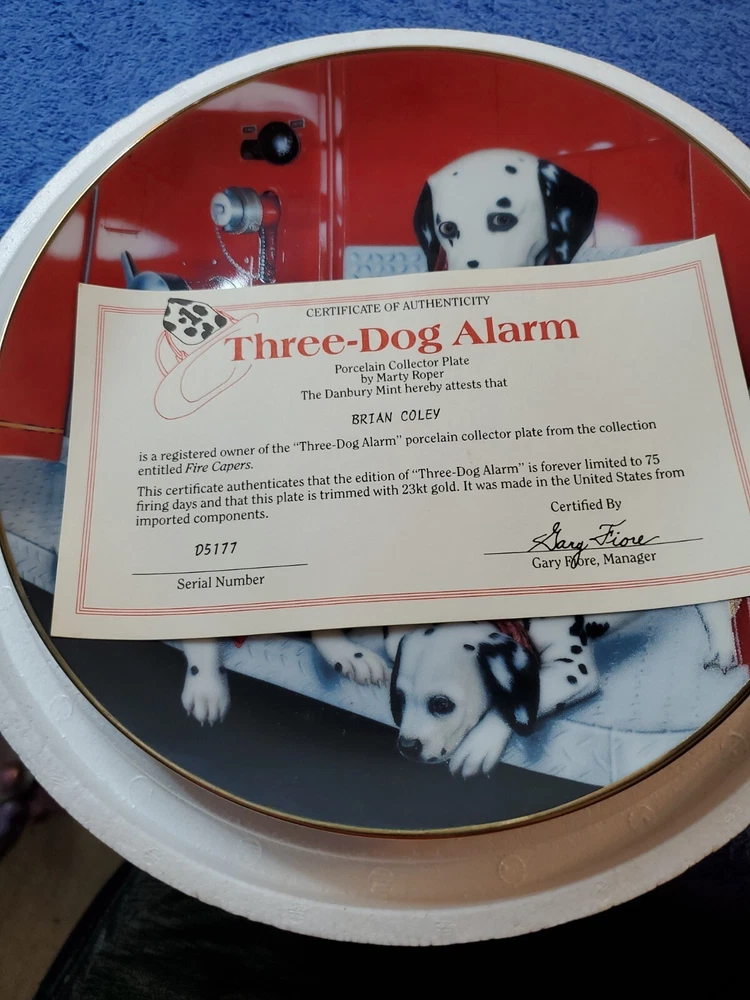 CERTIFICATE OF AUTHENTICITY
Three-Dog Alarm
Porcelain Collector Plate
by Marty Roper
The Danbury Mint hereby attests that
BRIAN COLEY
is a registered owner of the “Three-Dog Alarm” porcelain collector plate from the collection
entitled Fire Capers.
This certificate authenticates that the edition of “Three-Dog Alarm” is forever limited to 75
firing days and that this plate is trimmed with 23kt gold. It was made in the United States from
imported components.
Certified By
D5177
Gary Fiore
Serial Number
Gary Fiore, Manager